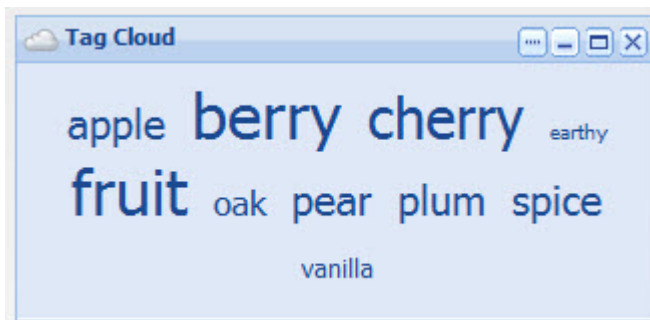 Tag Cloud
apple berry cherry earthy
fruit oak pear plum spice
vanilla